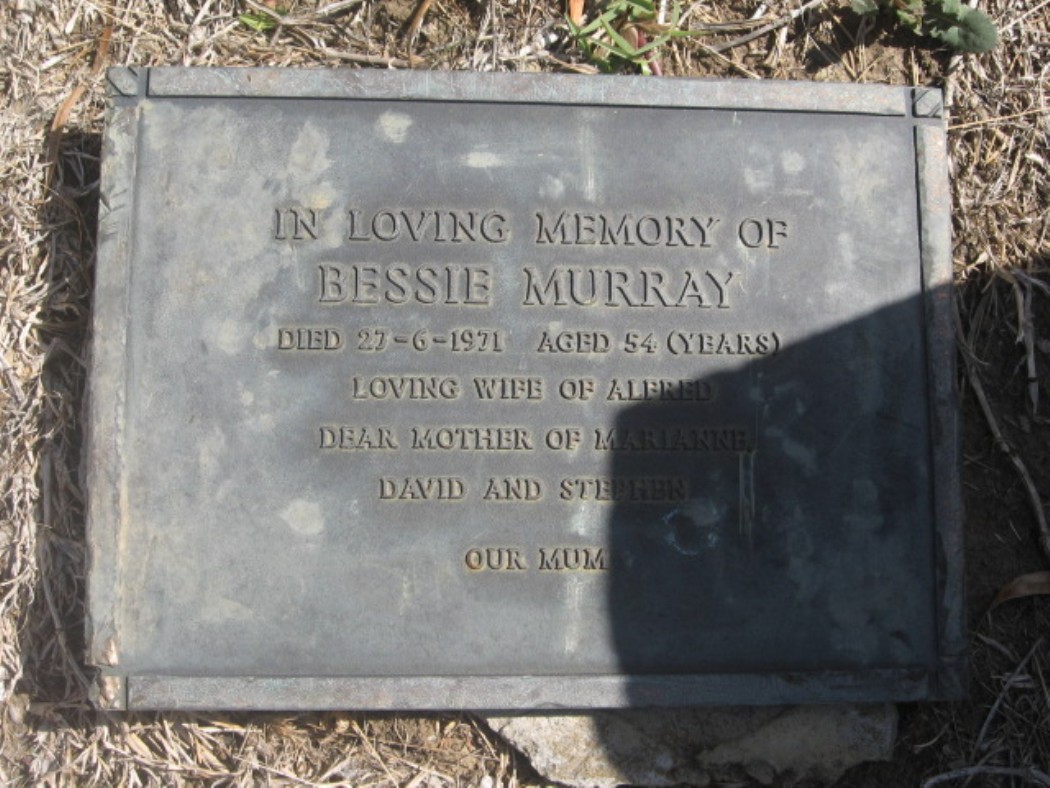 IN LOVING MEMORY OF
BESSIE MURRAY
DIED 27-6-1971 AGED 54 (YEARS)
LOVING WIFE OF ALFRED
DEAR MOTHER OF MARIANNE,
DAVID AND STEPHEN
OUR MUM